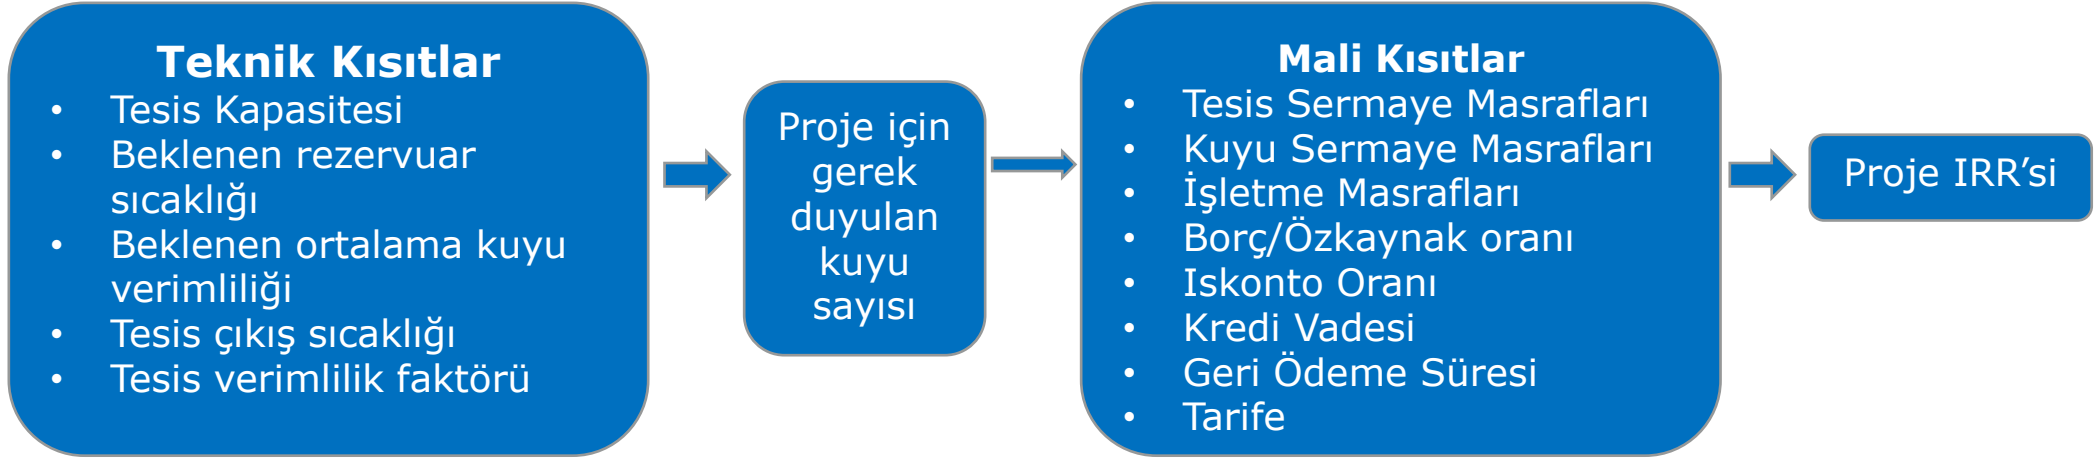 Teknik Kısıtlar
• Tesis Kapasitesi
• Beklenen rezervuar
sıcaklığı
• Beklenen ortalama kuyu
verimliliği
• Tesis çıkış sıcaklığı
• Tesis verimlilik faktörü
Proje için
gerek
duyulan
kuyu
sayısı
Mali Kısıtlar
• Tesis Sermaye Masrafları
• Kuyu Sermaye Masrafları
• İşletme Masrafları
• Borç/Özkaynak oranı
• Iskonto Oranı
• Kredi Vadesi
• Geri Ödeme Süresi
• Tarife
Proje IRR’si